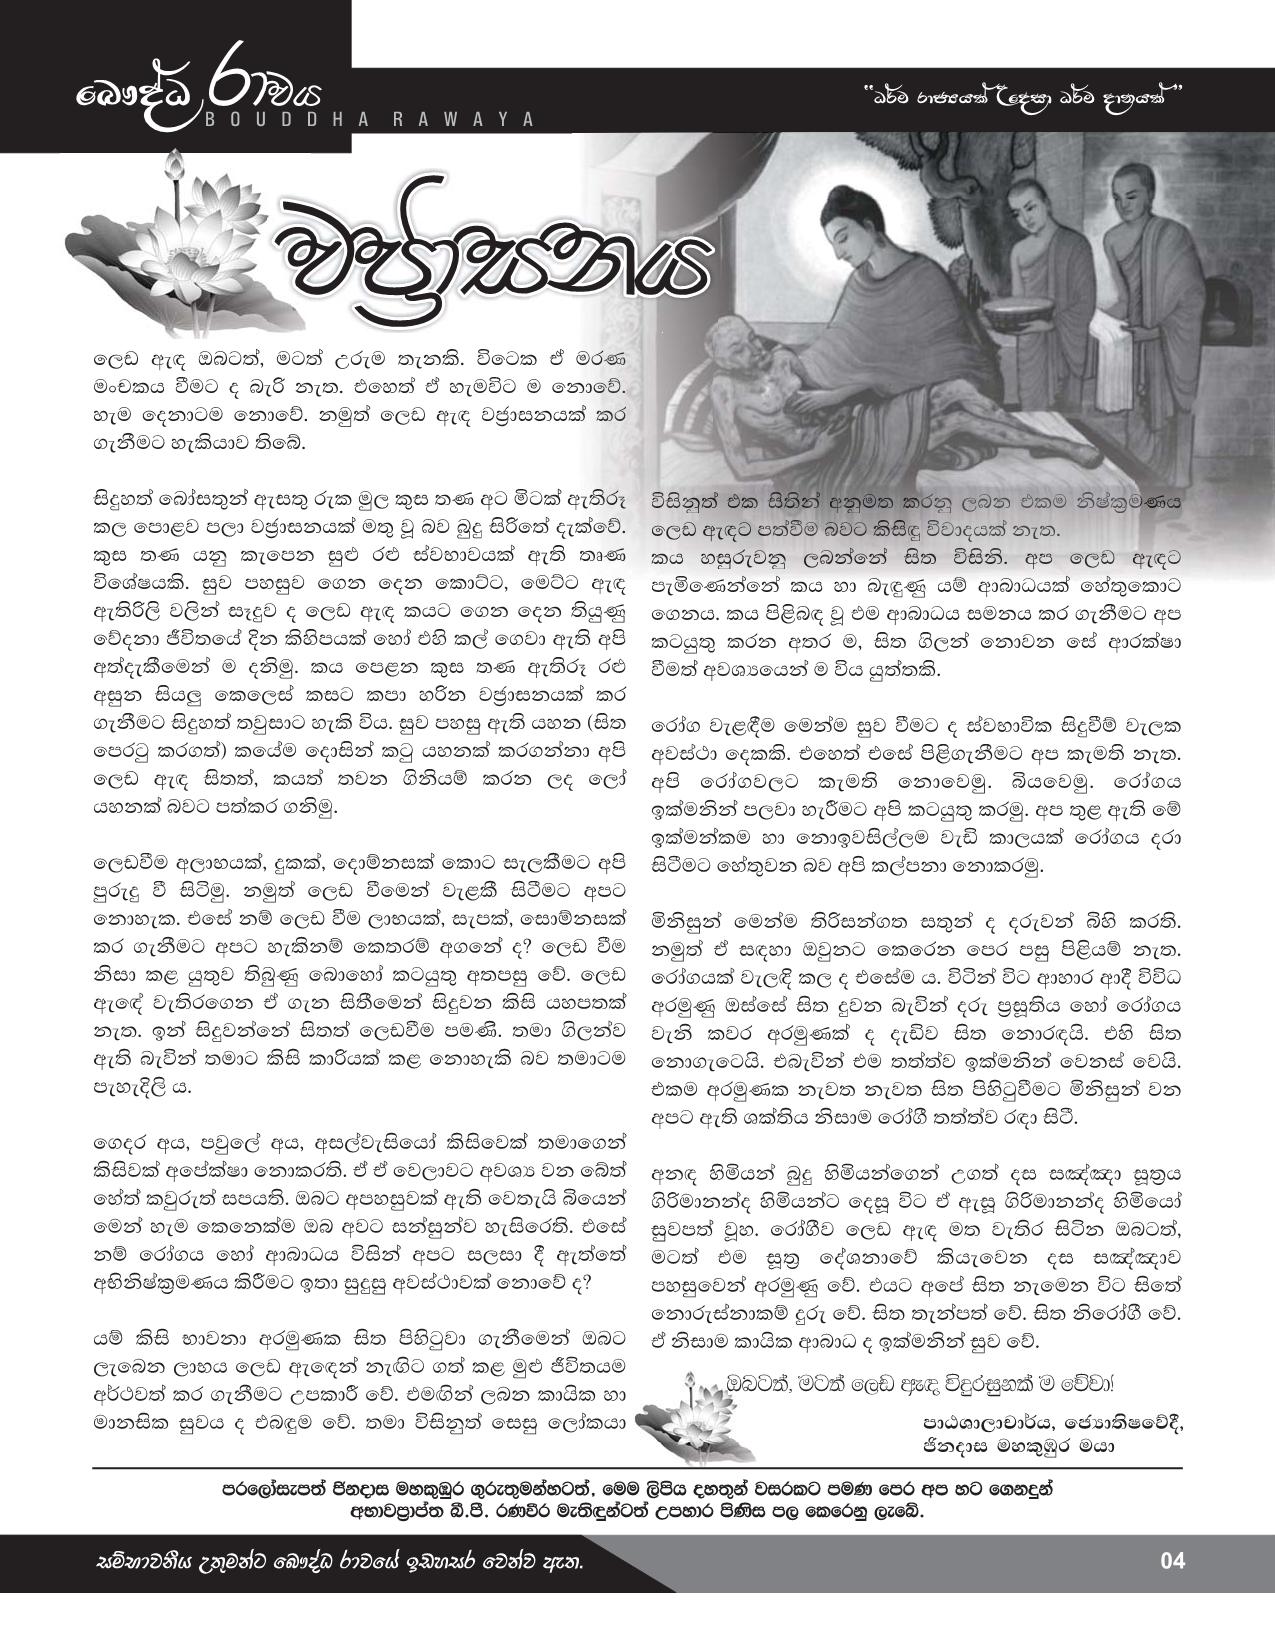 බෞද්ධ රාවය
BOUDDHA RAWAYA
“ධර්ම රාජ්‍යයක් උදෙසා ධර්ම දානයක්”
වජ්‍රාසනය
ලෙඩ ඇඳ ඔබටත්, මටත් උරුම තැනකි. විටෙක ඒ මරණ
මංචකය වීමට ද බැරි නැත. එහෙත් ඒ හැමවිට ම නොවේ.
හැම දෙනාටම නොවේ. නමුත් ලෙඩ ඇඳ වජ්‍රාසනයක් කර
ගැනීමට හැකියාව තිබේ.
සිදුහත් බෝසතුන් ඇසතු රුක මුල කුස තණ අට මිටක් ඇතිරූ
කල පොළව පලා වජ්‍රාසනයක් මතු වූ බව බුදු සිරිතේ දැක්වේ.
කුස තණ යනු කැපෙන සුළු රළු ස්වභාවයක් ඇති තෘණ
විශේෂයකි. සුව පහසුව ගෙන දෙන කොට්ට, මෙට්ට ඇඳ
ඇතිරිලි වලින් සෑදුව ද ලෙඩ ඇඳ කයට ගෙන දෙන තියුණු
වේදනා ජීවිතයේ දින කිහිපයක් හෝ එහි කල් ගෙවා ඇති අපි
අත්දැකීමෙන් ම දනිමු. කය පෙළන කුස තණ ඇතිරූ රළු
අසුන සියලු කෙලෙස් කසට කපා හරින වජ්‍රාසනයක් කර
ගැනීමට සිදුහත් තවුසාට හැකි විය. සුව පහසු ඇති යහන (සිත
පෙරටු කරගත්) කයේම දොසින් කටු යහනක් කරගන්නා අපි
ලෙඩ ඇඳ සිතත්, කයත් තවන ගිනියම් කරන ලද ලෝ
යහනක් බවට පත්කර ගනිමු.
ලෙඩවීම අලාභයක්, දුකක්, දොම්නසක් කොට සැලකීමට අපි
පුරුදු වී සිටිමු. නමුත් ලෙඩ වීමෙන් වැළකී සිටීමට අපට
නොහැක. එසේ නම් ලෙඩ වීම ලාභයක්, සැපක්, සොම්නසක්
කර ගැනීමට අපට හැකිනම් කෙතරම් අගනේ ද? ලෙඩ වීම
නිසා කළ යුතුව තිබුණු බොහෝ කටයුතු අතපසු වේ. ලෙඩ
ඇඳේ වැතිරගෙන ඒ ගැන සිතීමෙන් සිදුවන කිසි යහපතක්
නැත. ඉන් සිදුවන්නේ සිතත් ලෙඩවීම පමණි. තමා ගිලන්ව
ඇති බැවින් තමාට කිසි කාරියක් කළ නොහැකි බව තමාටම
පැහැදිලි ය.
ගෙදර අය, පවුලේ අය, අසල්වැසියෝ කිසිවෙක් තමාගෙන්
කිසිවක් අපේක්ෂා නොකරති. ඒ ඒ වෙලාවට අවශ්‍ය වන බේත්
හේත් කවුරුත් සපයති. ඔබට අපහසුවක් ඇති වෙතැයි බියෙන්
මෙන් හැම කෙනෙක්ම ඔබ අවට සන්සුන්ව හැසිරෙති. එසේ
නම් රෝගය හෝ ආබාධය විසින් අපට සලසා දී ඇත්තේ
අභිනිෂ්ක්‍රමණය කිරීමට ඉතා සුදුසු අවස්ථාවක් නොවේ ද?
යම් කිසි භාවනා අරමුණක සිත පිහිටුවා ගැනීමෙන් ඔබට
ලැබෙන ලාභය ලෙඩ ඇඳෙන් නැඟිට ගත් කළ මුළු ජීවිතයම
අර්ථවත් කර ගැනීමට උපකාරී වේ. එමඟින් ලබන කායික හා
මානසික සුවය ද එබඳුම වේ. තමා විසිනුත් සෙසු ලෝකයා
විසිනුත් එක සිතින් අනුමත කරනු ලබන එකම නිෂ්ක්‍රමණය
ලෙඩ ඇඳට පත්වීම බවට කිසිඳු විවාදයක් නැත.
කය හසුරුවනු ලබන්නේ සිත විසිනි. අප ලෙඩ ඇඳට
පැමිණෙන්නේ කය හා බැඳුණු යම් ආබාධයක් හේතුකොට
ගෙනය. කය පිළිබඳ වූ එම ආබාධය සමනය කර ගැනීමට අප
කටයුතු කරන අතර ම, සිත ගිලන් නොවන සේ ආරක්ෂා
වීමත් අවශ්‍යයෙන් ම විය යුත්තකි.
රෝග වැළඳීම මෙන්ම සුව වීමට ද ස්වභාවික සිදුවීම් වැලක
අවස්ථා දෙකකි. එහෙත් එසේ පිළිගැනීමට අප කැමති නැත.
අපි රෝගවලට කැමති නොවෙමු. බියවෙමු. රෝගය
ඉක්මනින් පලවා හැරීමට අපි කටයුතු කරමු. අප තුළ ඇති මේ
ඉක්මන්කම හා නොඉවසිල්ලම වැඩි කාලයක් රෝගය දරා
සිටීමට හේතුවන බව අපි කල්පනා නොකරමු.
මිනිසුන් මෙන්ම තිරිසන්ගත සතුන් ද දරුවන් බිහි කරති.
නමුත් ඒ සඳහා ඔවුනට කෙරෙන පෙර පසු පිළියම් නැත.
රෝගයක් වැලඳි කල ද එසේම ය. විටින් විට ආහාර ආදී විවිධ
අරමුණු ඔස්සේ සිත දුවන බැවින් දරු ප්‍රසූතිය හෝ රෝගය
වැනි කවර අරමුණක් ද දැඩිව සිත නොරඳයි. එහි සිත
නොගැටෙයි. එබැවින් එම තත්ත්ව ඉක්මනින් වෙනස් වෙයි.
එකම අරමුණක නැවත නැවත සිත පිහිටුවීමට මිනිසුන් වන
අපට ඇති ශක්තිය නිසාම රෝගී තත්ත්ව රඳා සිටී.
අනඳ හිමියන් බුදු හිමියන්ගෙන් උගත් දස සඤ්ඤා සූත්‍රය
ගිරිමානන්ද හිමියන්ට දෙසූ විට ඒ ඇසූ ගිරිමානන්ද හිමියෝ
සුවපත් වූහ. රෝගීව ලෙඩ ඇඳ මත වැතිර සිටින ඔබටත්,
මටත් එම සූත්‍ර දේශනාවේ කියැවෙන දස සඤ්ඤාව
පහසුවෙන් අරමුණු වේ. එයට අපේ සිත නැමෙන විට සිතේ
නොරුස්නාකම් දුරු වේ. සිත තැන්පත් වේ. සිත නිරෝගී වේ.
ඒ නිසාම කායික ආබාධ ද ඉක්මනින් සුව වේ.
ඔබටත්, මටත් ලෙඩ ඇඳ විදුරසුනක් ම වේවා!
පාඨශාලාචාර්ය, ජ්‍යොතිෂවේදී,
ජිනදාස මහකුඹුර මයා
පරලෝසැපත් ජිනදාස මහකුඹුර ගුරුතුමන්හටත්, මෙම ලිපිය දහතුන් වසරකට පමණ පෙර අප හට ගෙනදුන්
අභාවප්‍රාප්ත බී.පී. රණවීර මැතිඳුන්ටත් උපහාර පිණිස පල කෙරෙනු ලැබේ.
සම්භාවනීය උතුමන්ට බෞද්ධ රාවයේ ඉඩහසර වෙන්ව ඇත.
04